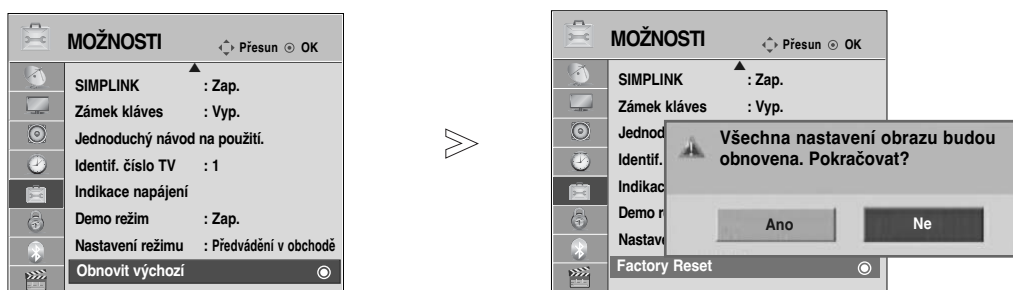 MOŽNOSTI
Přesun OK
SIMPLINK : Zap.
Zámek kláves : Vyp.
Jednoduchý návod na použití.
Identif. číslo TV : 1
Indikace napájení
Demo režim : Zap.
Nastavení režimu : Předvádění v obchodě
Obnovit výchozí
MOŽNOSTI
Přesun OK
SIMPLINK : Zap.
Zámek kláves : Vyp.
Jednod
Identif.
Indikac
Demo r
Nastav
Factory Reset
Všechna nastavení obrazu budou
obnovena. Pokračovat?
Ano Ne